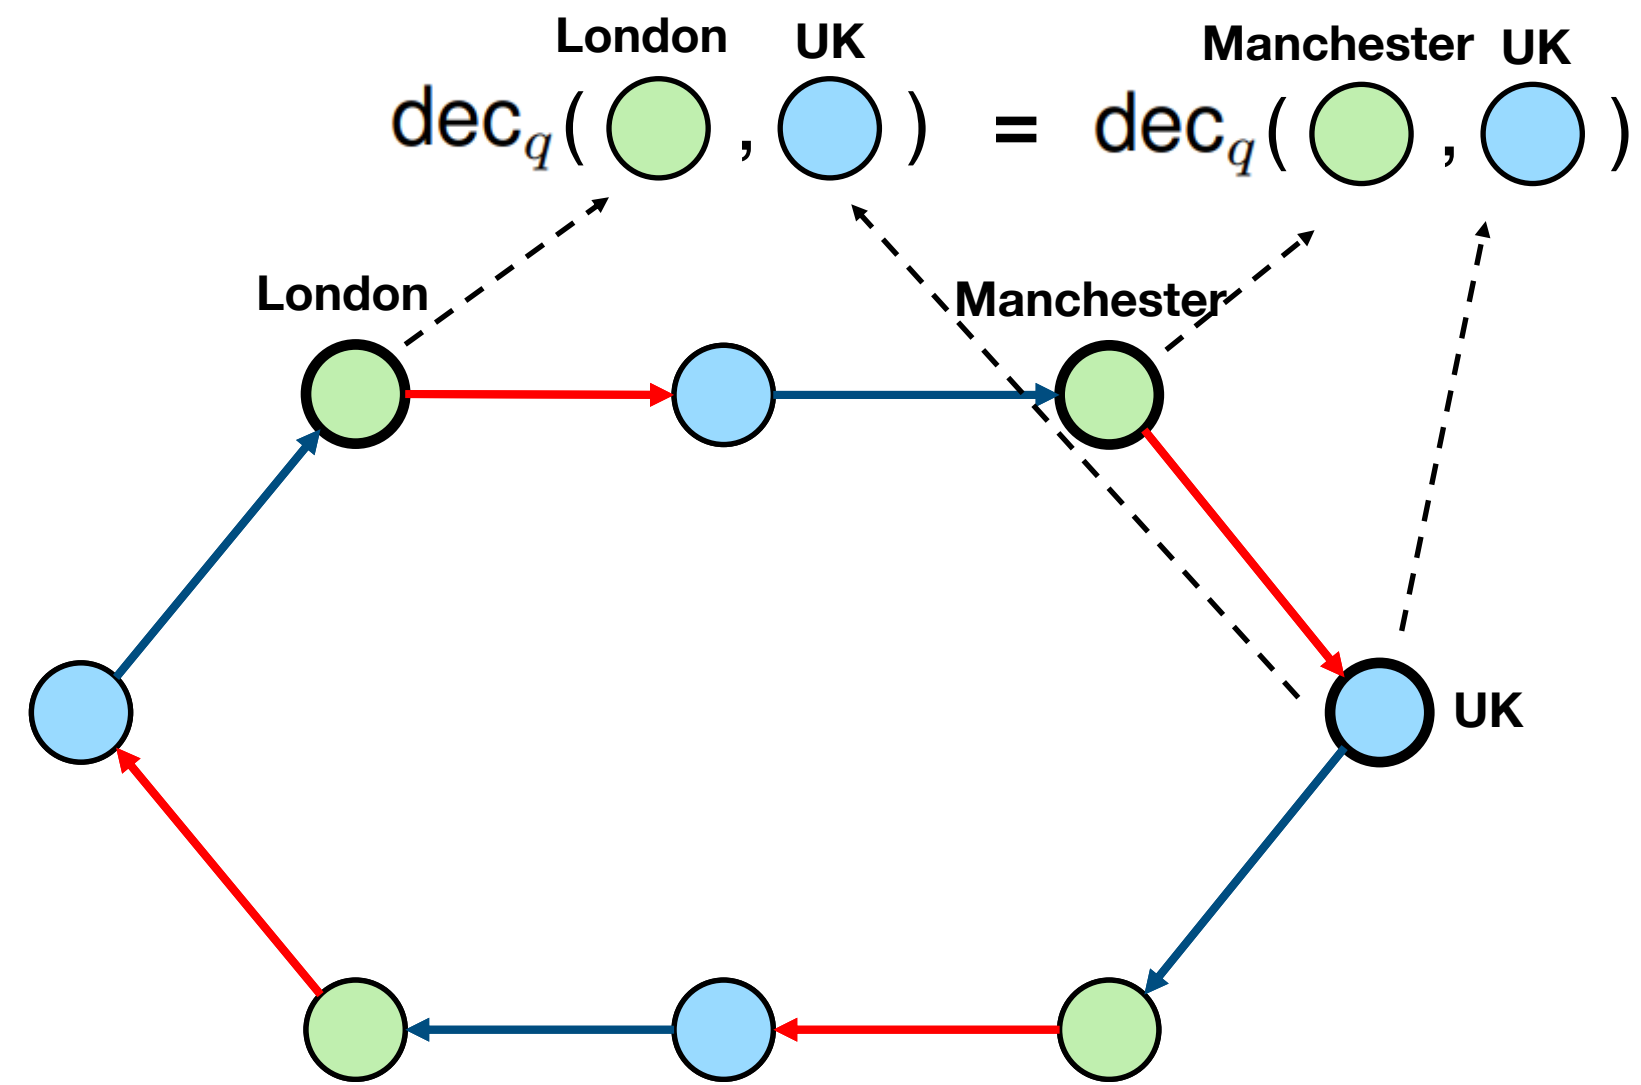 London UK Manchester UK
dec_q( , ) = dec_q( , )
London Manchester
UK